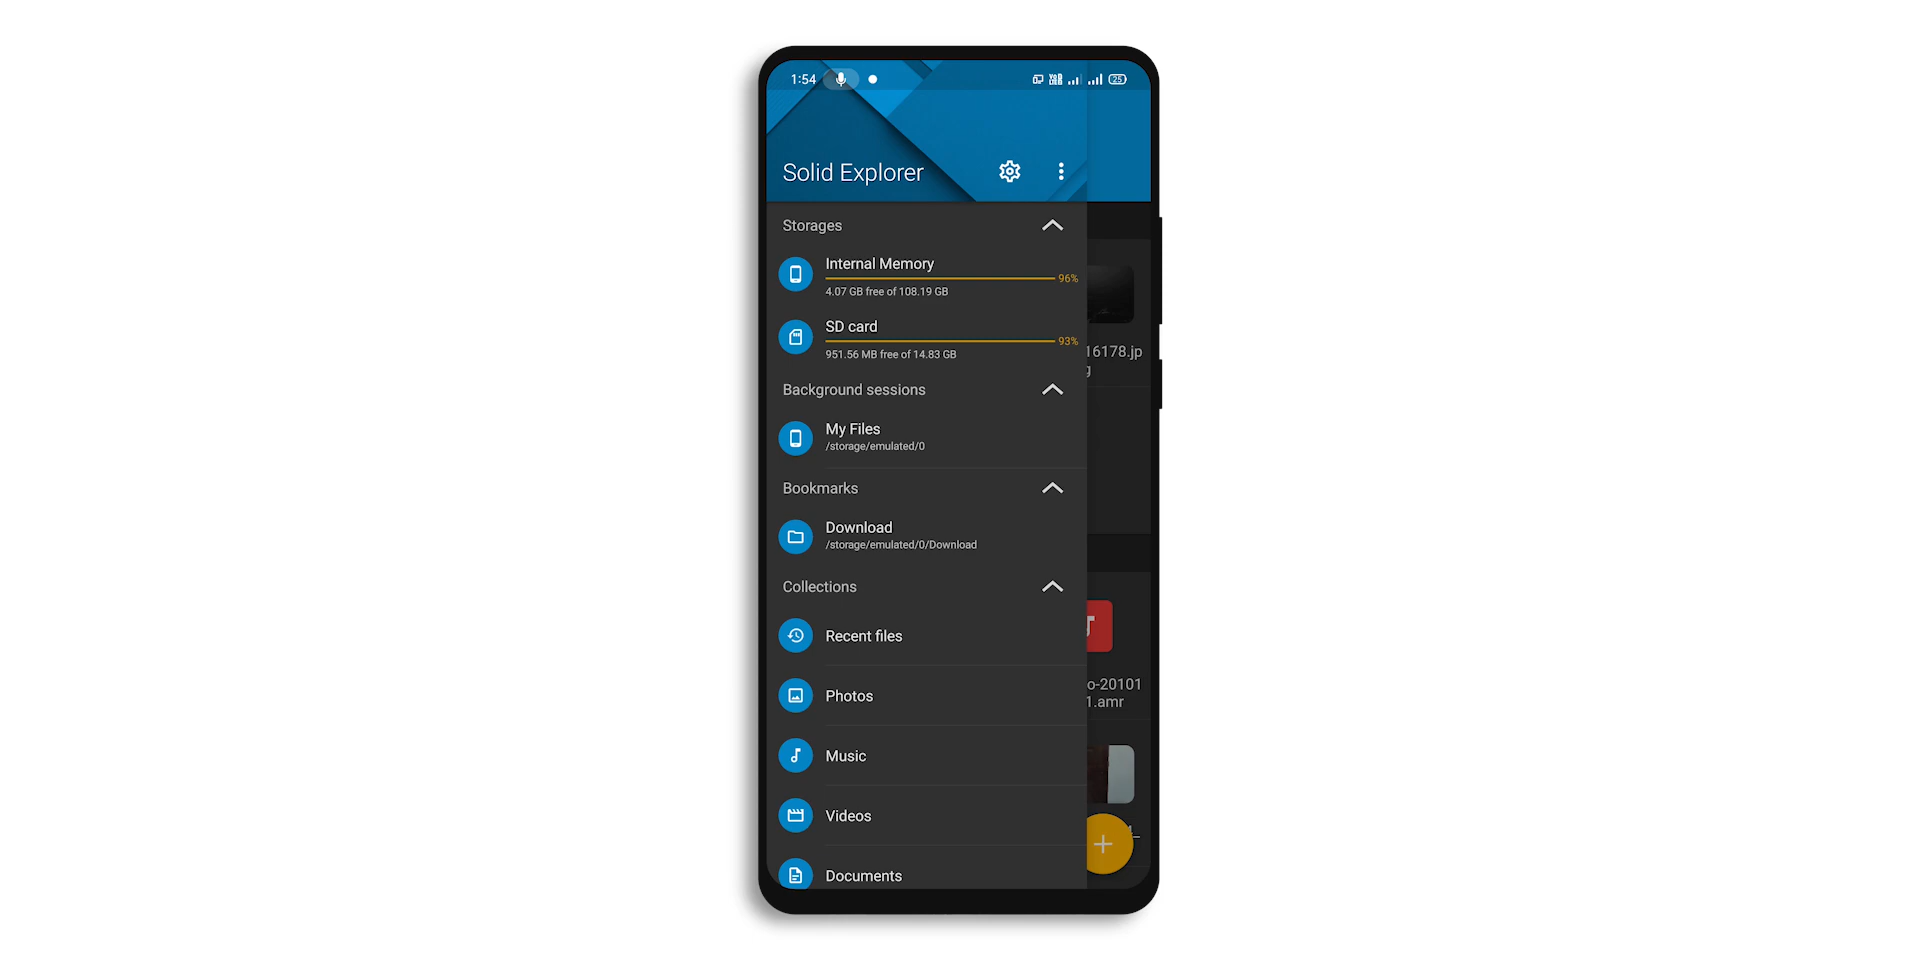 1:54
25
Solid Explorer
Storages
Internal Memory
96%
4.07 GB free of 108.19 GB
SD card
93%
951.56 MB free of 14.83 GB
16178.jp
g
Background sessions
My Files
/storage/emulated/0
Bookmarks
Download
/storage/emulated/0/Download
Collections
Recent files
Photos
o-20101
1.amr
Music
Videos
Documents